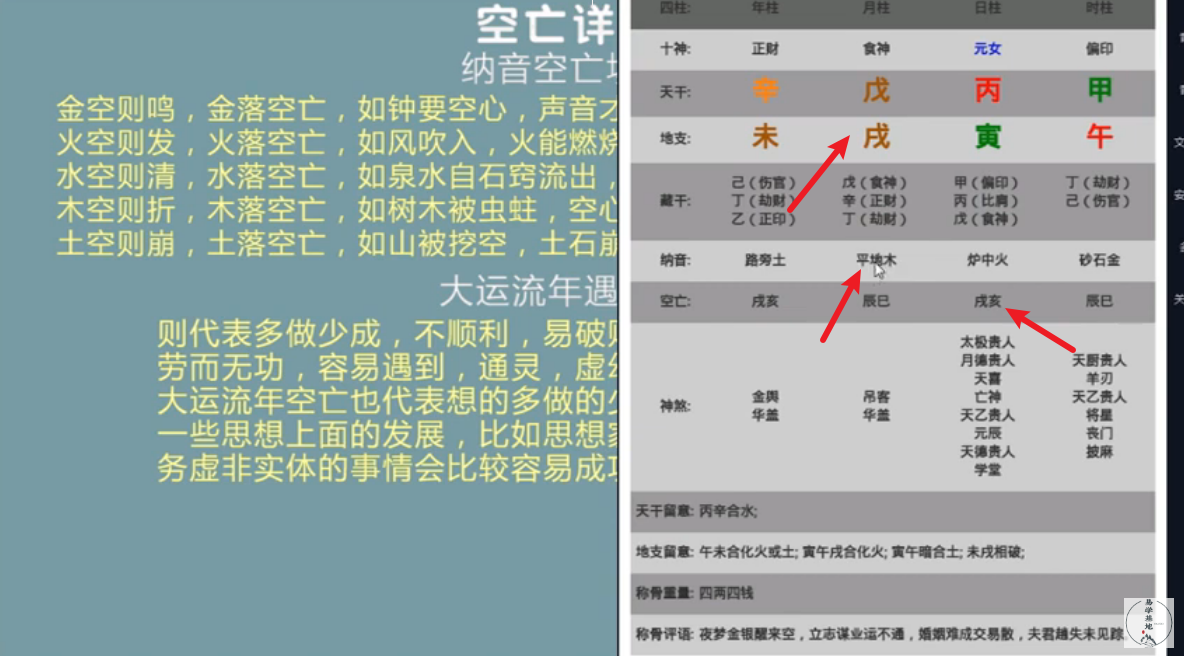 空亡详
纳音空亡
金空则鸣，金落空亡，如钟要空心，声音才
火空则发，火落空亡，如风吹入，火能燃烧
水空则清，水落空亡，如泉水自石窍流出，
木空则折，木落空亡，如树木被虫蛀，空心
土空则崩，土落空亡，如山被挖空，土石崩
大运流年遇
则代表多做少成，不顺利，易破
劳而无功，容易遇到，通灵，虚
大运流年空亡也代表想的多做的少
一些思想上面的发展，比如思想家
务虚非实体的事情会比较容易成功
四柱: 年柱 月柱 日柱 时柱
十神: 正财 食神 元女 偏印
天干: 辛 戊 丙 甲
地支: 未 戌 寅 午
藏干: 己（伤官） 戊（食神） 甲（偏印） 丁（劫财）
丁（劫财） 辛（正财） 丙（比肩） 己（伤官）
乙（正印） 丁（劫财） 戊（食神）
纳音: 路旁土 平地木 炉中火 砂石金
空亡: 戌亥 辰巳 戌亥 辰巳
神煞: 金舆 吊客 太极贵人 天厨贵人
华盖 华盖 月德贵人 羊刃
天喜 天乙贵人
亡神 将星
天乙贵人 丧门
元辰 披麻
天德贵人
学堂
天干留意: 丙辛合水;
地支留意: 午未合化火或土; 寅午戌合化火; 寅午暗合土; 未戌相破;
称骨重量: 四两四钱
称骨评语: 夜梦金银醒来空，立志谋业运不通，婚姻难成交易散，夫君趟失未见踪
易学基地